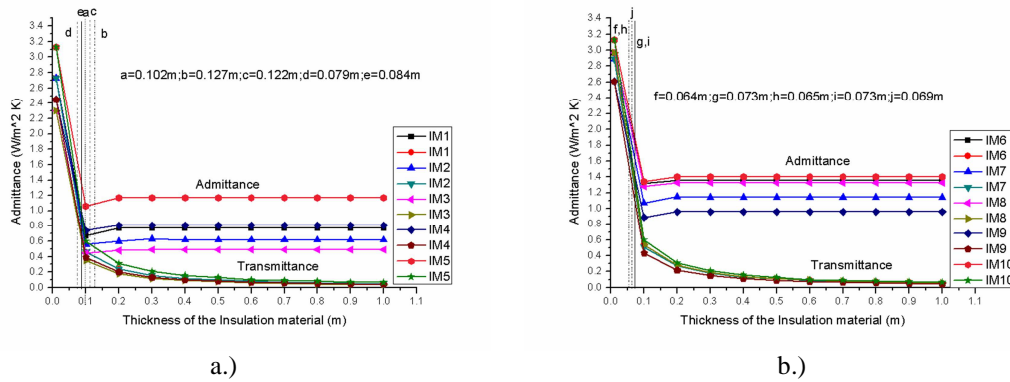 3.4
3.2
3.0
2.8
2.6
2.4
2.2
2.0
1.8
1.6
1.4
1.2
1.0
0.8
0.6
0.4
0.2
0.0
Admittance (W/m^2 K)
d
ea
c
b
a=0.102m;b=0.127m;c=0.122m;d=0.079m;e=0.084m
Admittance
Transmittance
IM1
IM1
IM2
IM2
IM3
IM3
IM4
IM4
IM5
IM5
0.0 0.1 0.2 0.3 0.4 0.5 0.6 0.7 0.8 0.9 1.0 1.1
Thickness of the Insulation material (m)
a.)
3.4
3.2
3.0
2.8
2.6
2.4
2.2
2.0
1.8
1.6
1.4
1.2
1.0
0.8
0.6
0.4
0.2
0.0
Admittance (W/m^2 K)
j
f,h
g,i
f=0.064m;g=0.073m;h=0.065m;i=0.073m;j=0.069m
Admittance
Transmittance
IM6
IM6
IM7
IM7
IM8
IM8
IM9
IM9
IM10
IM10
0.0 0.1 0.2 0.3 0.4 0.5 0.6 0.7 0.8 0.9 1.0 1.1
Thickness of the Insulation material (m)
b.)